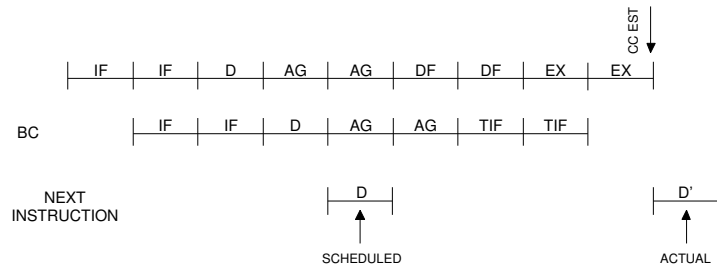 CC EST
IF IF D AG AG DF DF EX EX
BC IF IF D AG AG TIF TIF
NEXT
INSTRUCTION
D D'
SCHEDULED ACTUAL